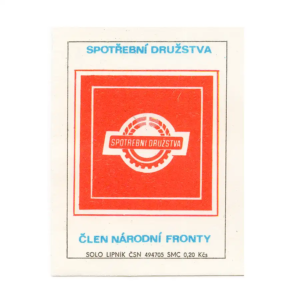 SPOTŘEBNÍ DRUŽSTVA
SPOTŘEBNÍ DRUŽSTVA
ČLEN NÁRODNÍ FRONTY
SOLO LIPNÍK ČSN 494705 SMC 0,20 Kčs